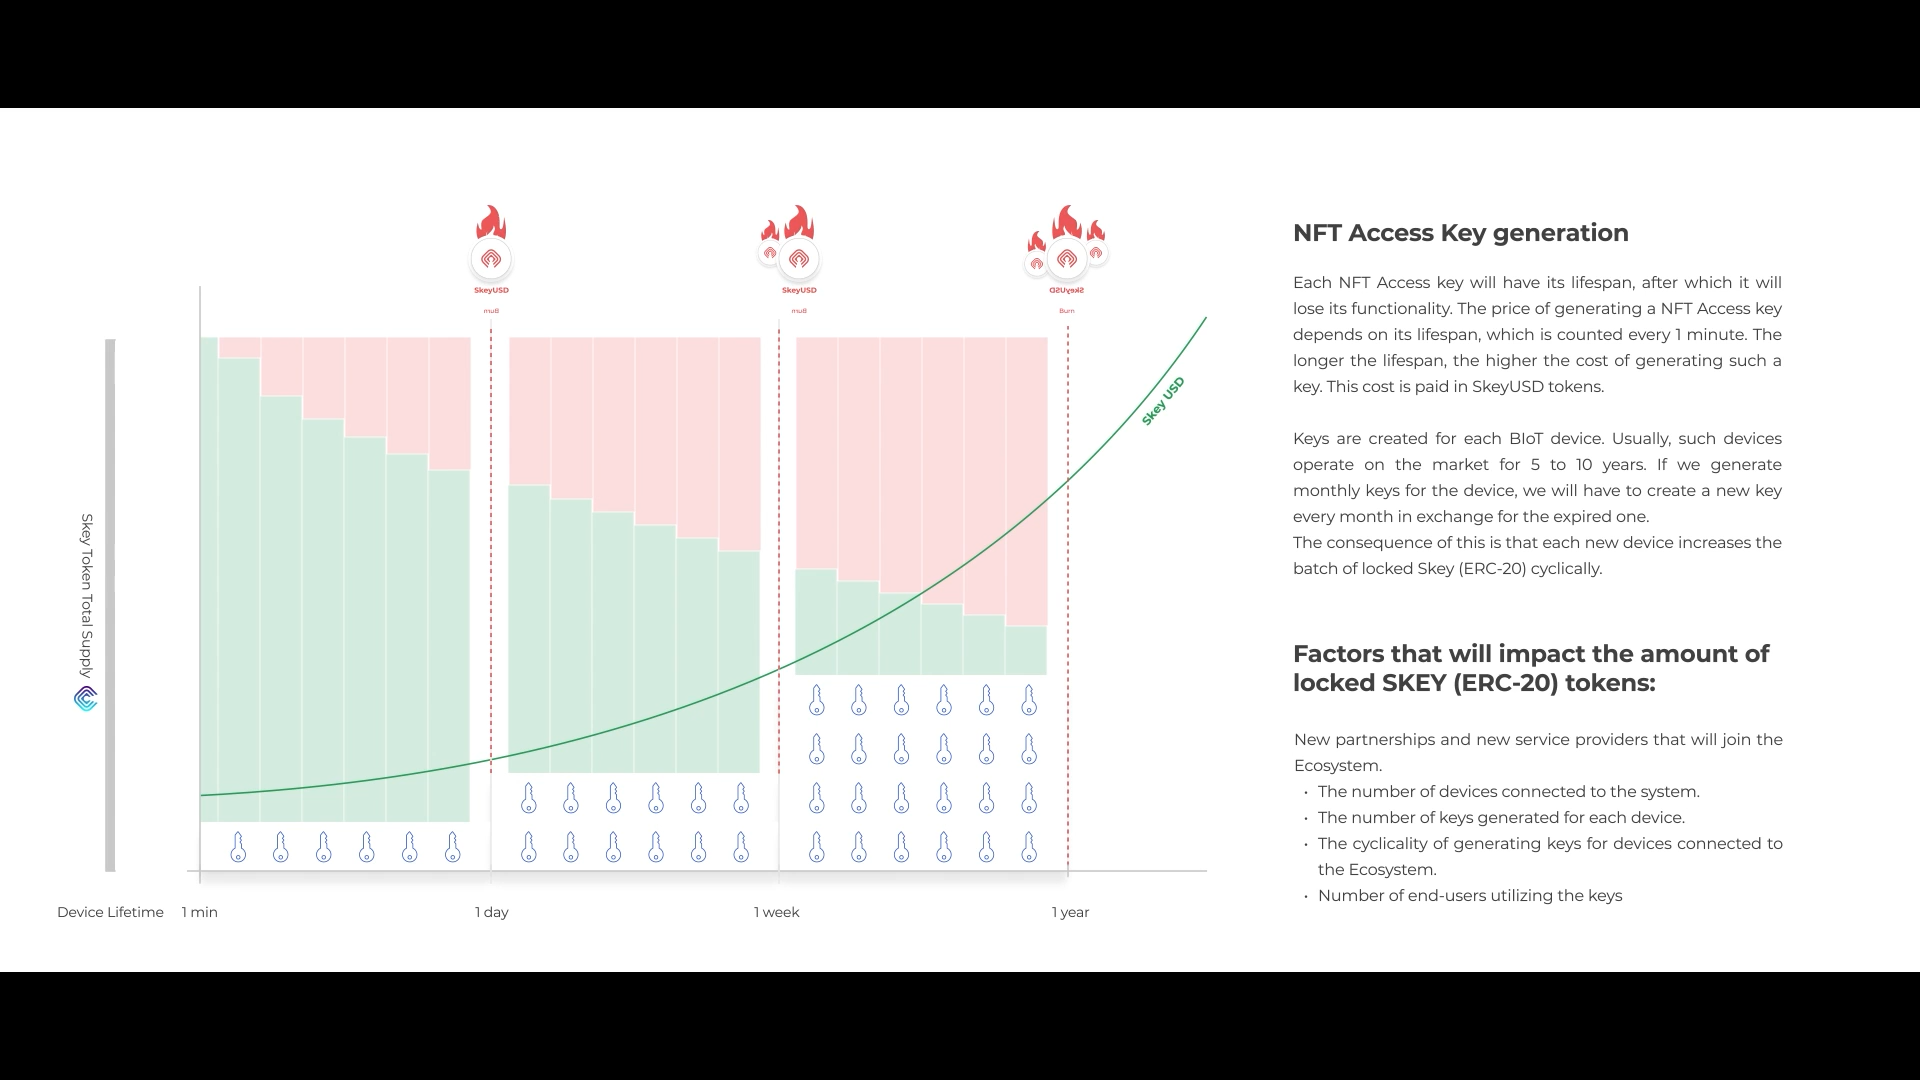 SkeyUSD
Burn
SkeyUSD
Burn
SkeyUSD
Burn
Skey USD
Skey Token Total Supply
Device Lifetime
1 min
1 day
1 week
1 year
NFT Access Key generation
Each NFT Access key will have its lifespan, after which it will
lose its functionality. The price of generating a NFT Access key
depends on its lifespan, which is counted every 1 minute. The
longer the lifespan, the higher the cost of generating such a
key. This cost is paid in SkeyUSD tokens.
Keys are created for each BIoT device. Usually, such devices
operate on the market for 5 to 10 years. If we generate
monthly keys for the device, we will have to create a new key
every month in exchange for the expired one.
The consequence of this is that each new device increases the
batch of locked Skey (ERC-20) cyclically.
Factors that will impact the amount of
locked SKEY (ERC-20) tokens:
New partnerships and new service providers that will join the
Ecosystem.
• The number of devices connected to the system.
• The number of keys generated for each device.
• The cyclicality of generating keys for devices connected to
the Ecosystem.
• Number of end-users utilizing the keys